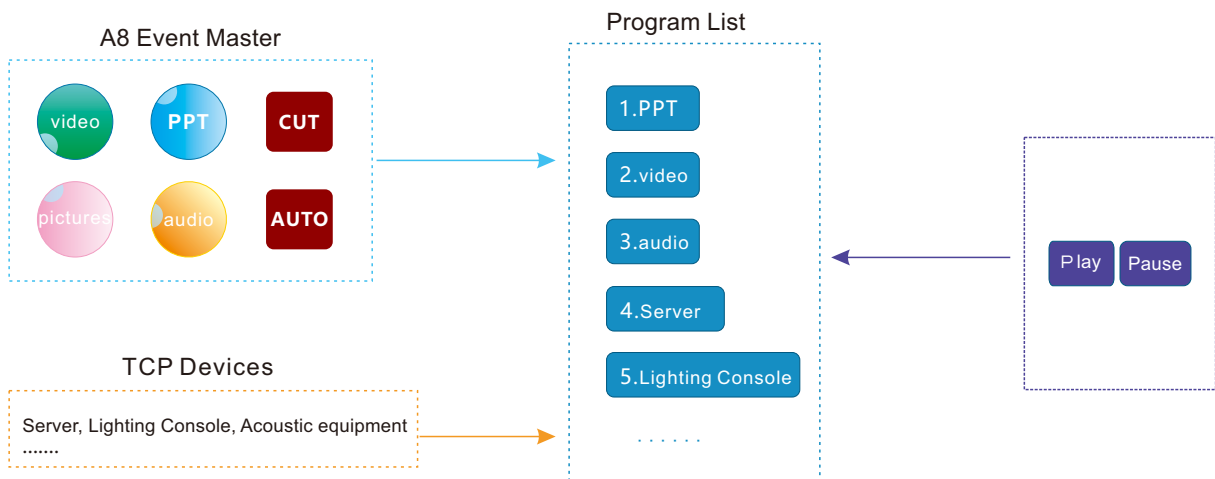 A8 Event Master
video
PPT
CUT
pictures
audio
AUTO
TCP Devices
Server, Lighting Console, Acoustic equipment
.......
Program List
1.PPT
2.video
3.audio
4.Server
5.Lighting Console
......
Play
Pause